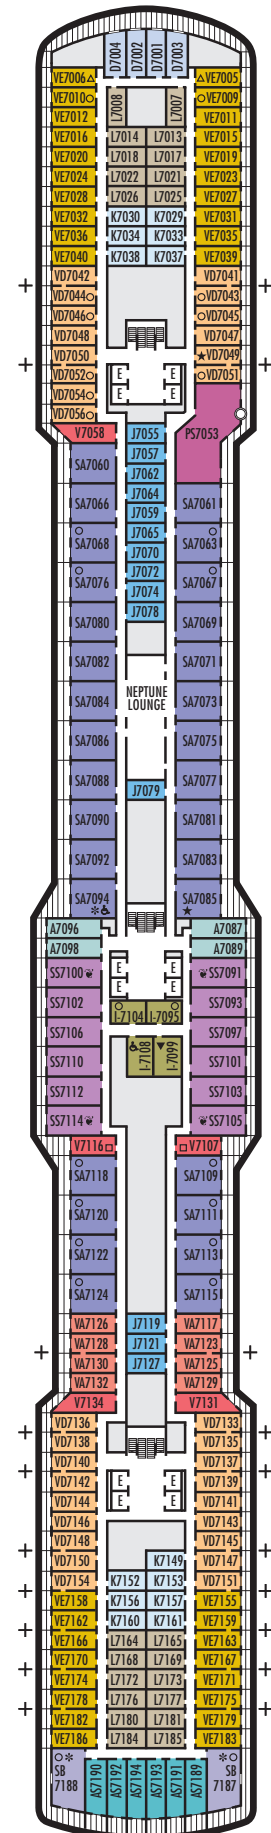 D7004 D7002 D7001 D7003
VE7006 VE7005
VE7010 L7008 L7007 VE7009
VE7012 VE7011
VE7016 L7014 L7013 VE7015
VE7020 L7018 L7017 VE7019
VE7024 L7022 L7021 VE7023
VE7028 L7026 L7025 VE7027
VE7032 K7030 K7029 VE7031
VE7036 K7034 K7033 VE7035
VE7040 K7038 K7037 VE7039
VD7042 VD7041
VD7044 VD7043
VD7046 VD7045
VD7048 VD7047
VD7050 VD7049
VD7052 E E VD7051
VD7054 E E
VD7056
V7058 J7055 PS7053
J7057
SA7060 J7062
J7064
SA7066 SA7061
J7059
J7065
SA7068 SA7063
J7070
J7072
SA7076 SA7067
J7074
J7078
SA7080 SA7069
SA7082 SA7071
NEPTUNE
LOUNGE
SA7084 SA7073
SA7086 SA7075
SA7088 J7079 SA7077
SA7090 SA7081
SA7092 SA7083
SA7094 SA7085
A7096 A7087
A7098 A7089
SS7100 E E SS7091
SS7102 E E SS7093
I-7104 I-7095
SS7106 SS7097
SS7110 I-7108 I-7099 SS7101
SS7112 SS7103
SS7114 SS7105
V7116 V7107
SA7118 SA7109
SA7120 SA7111
SA7122 SA7113
SA7124 SA7115
VA7126 J7119 VA7117
VA7128 J7121 VA7123
VA7130 J7127 VA7125
VA7132 VA7129
V7134 V7131
VD7136 VD7133
VD7138 VD7135
VD7140 VD7137
VD7142 E E VD7139
VD7144 E E VD7141
VD7146 VD7143
VD7148 VD7145
VD7150 K7149 VD7147
VD7154 K7152 K7153 VD7151
VE7158 K7156 K7157 VE7155
VE7162 K7160 K7161 VE7159
VE7166 L7164 L7165 VE7163
VE7170 L7168 L7169 VE7167
VE7174 L7172 L7173 VE7171
VE7178 L7176 L7177 VE7175
VE7182 L7180 L7181 VE7179
VE7186 L7184 L7185 VE7183
SB
7188
AS7190 AS7192 AS7194 AS7193 AS7191 AS7189
SB
7187